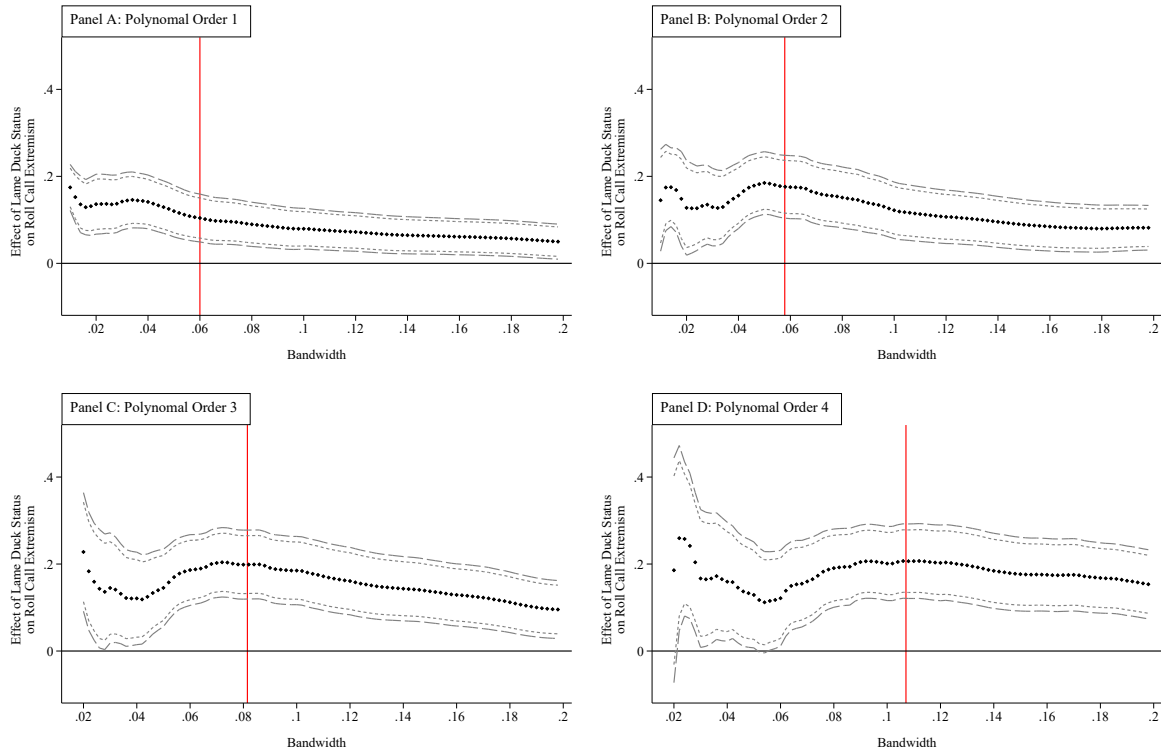 Panel A: Polynomal Order 1
Effect of Lame Duck Status
on Roll Call Extremism
.4
.2
0
.02 .04 .06 .08 .1 .12 .14 .16 .18 .2
Bandwidth
Panel B: Polynomal Order 2
Effect of Lame Duck Status
on Roll Call Extremism
.4
.2
0
.02 .04 .06 .08 .1 .12 .14 .16 .18 .2
Bandwidth
Panel C: Polynomal Order 3
Effect of Lame Duck Status
on Roll Call Extremism
.4
.2
0
.02 .04 .06 .08 .1 .12 .14 .16 .18 .2
Bandwidth
Panel D: Polynomal Order 4
Effect of Lame Duck Status
on Roll Call Extremism
.4
.2
0
.02 .04 .06 .08 .1 .12 .14 .16 .18 .2
Bandwidth